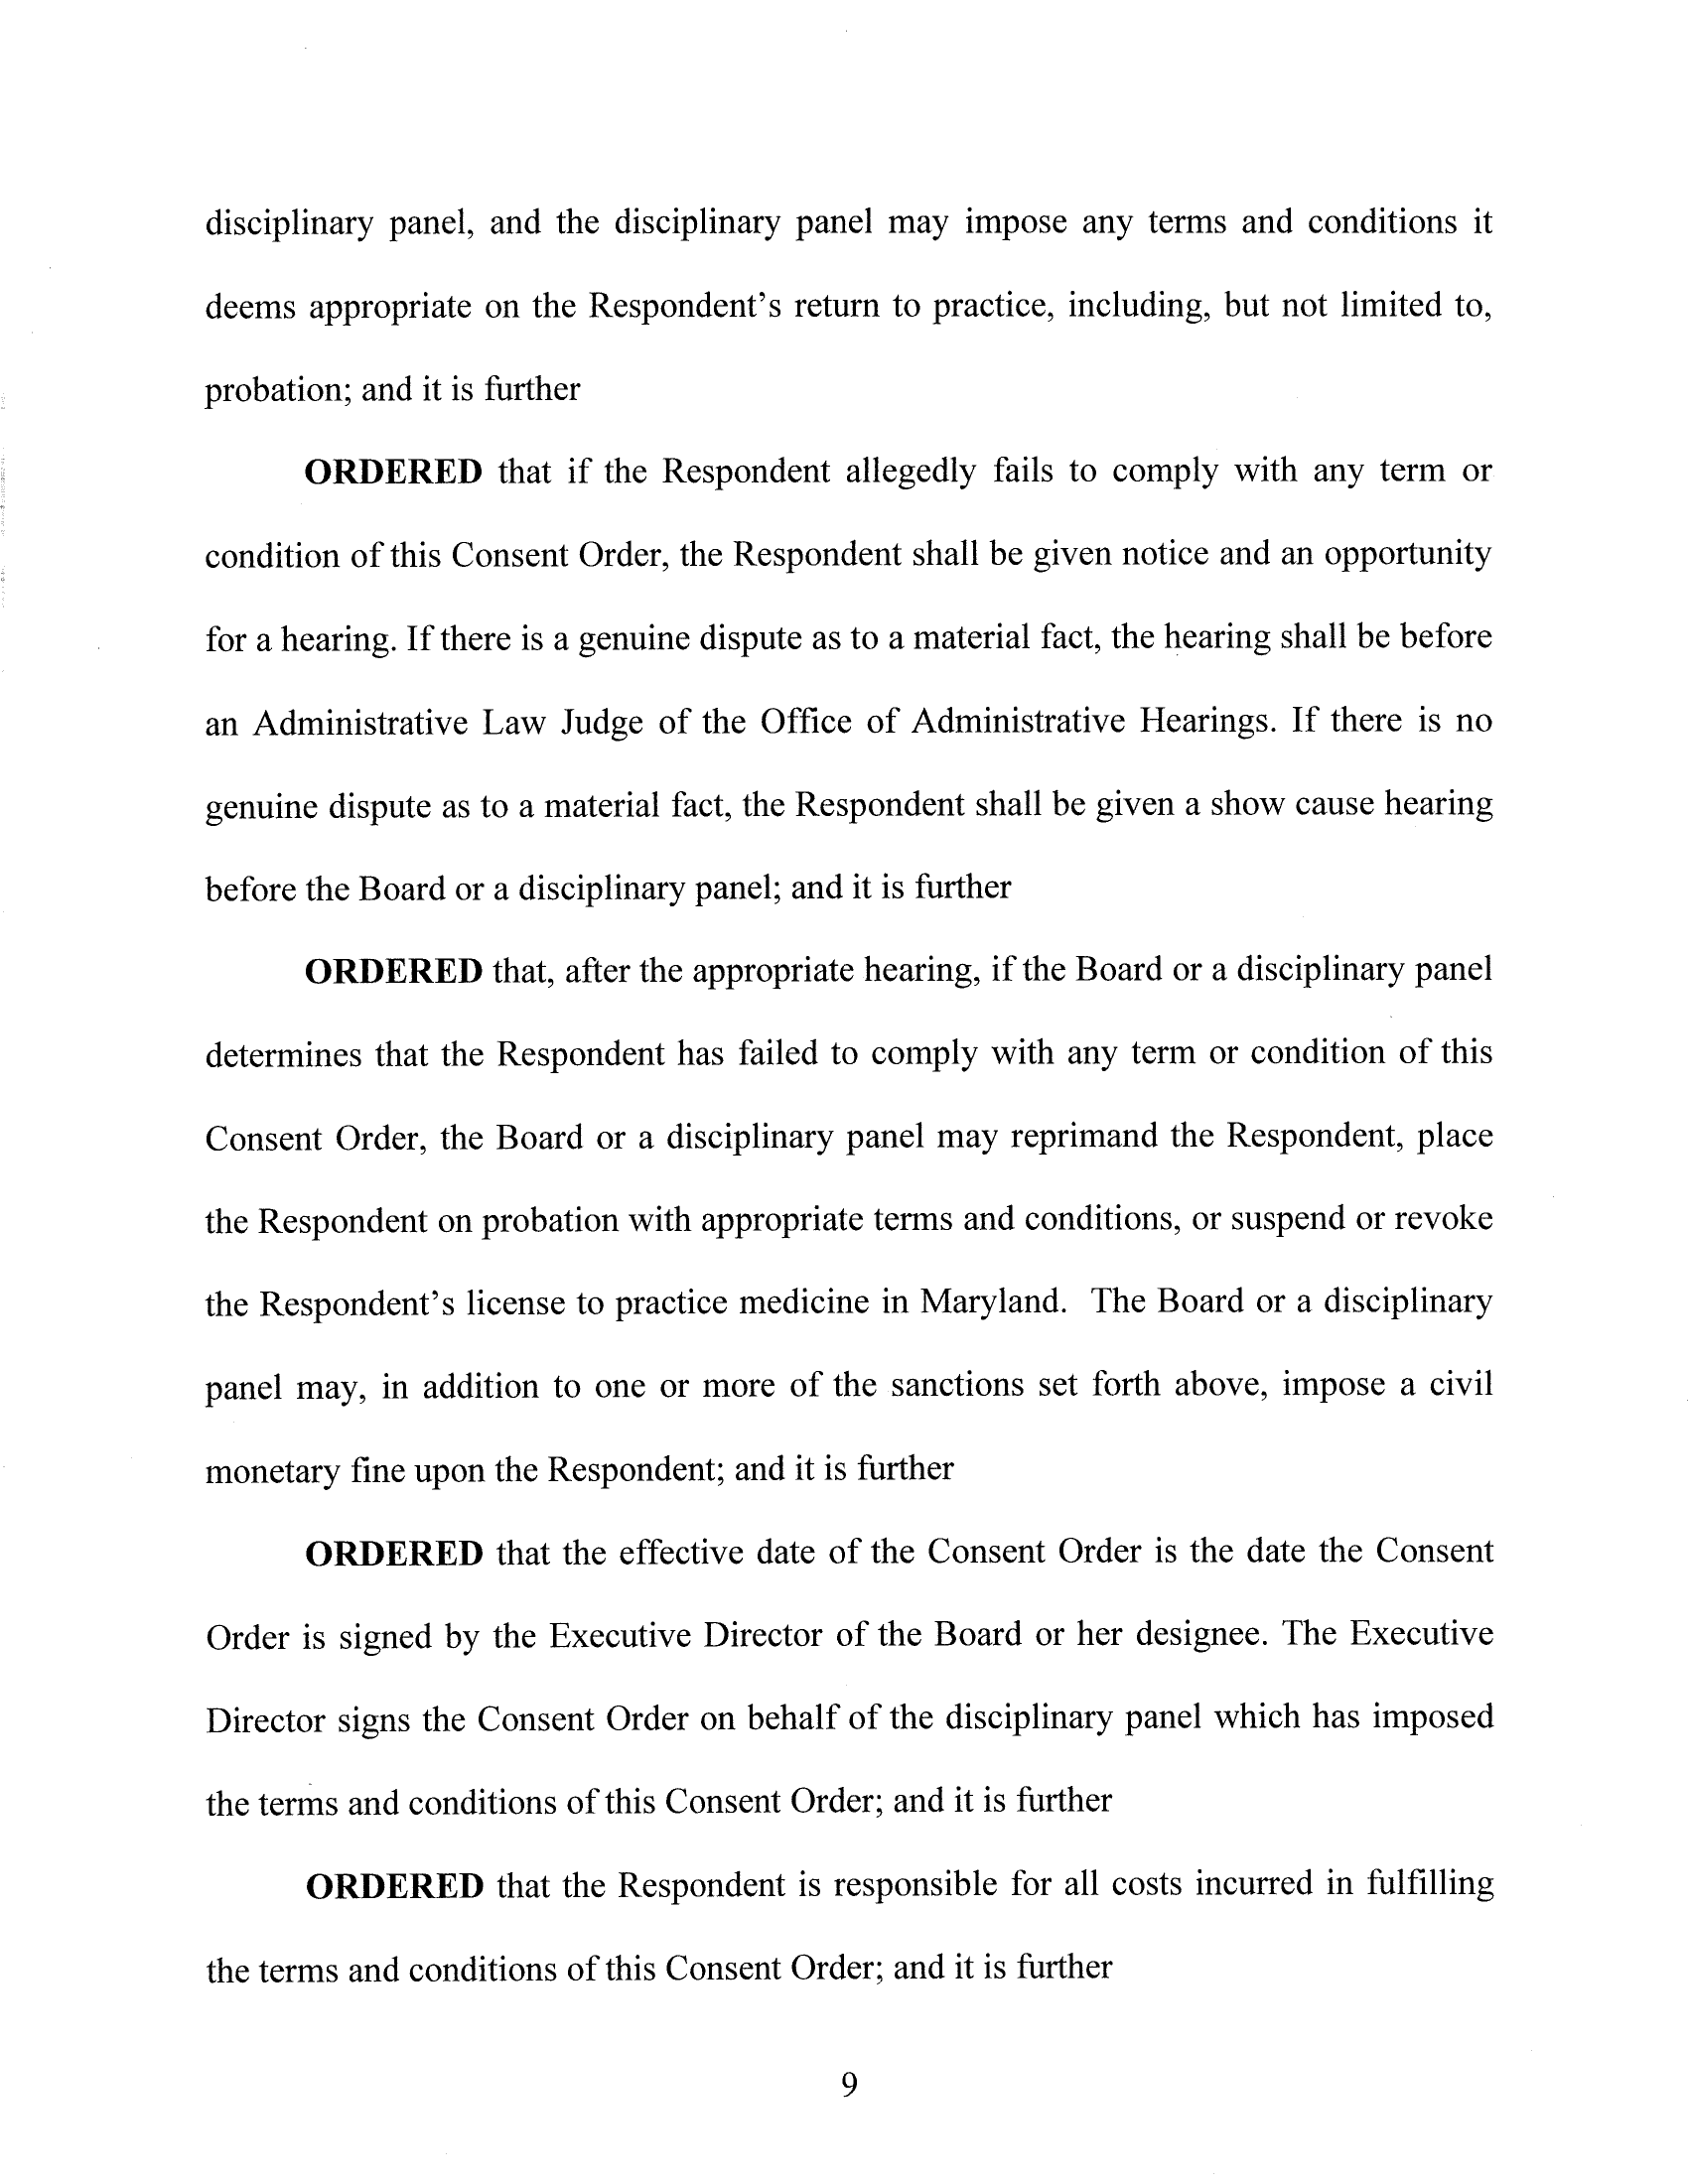 disciplinary panel, and the disciplinary panel may impose any terms and conditions it
deems appropriate on the Respondent's return to practice, including, but not limited to,
probation; and it is further
ORDERED that if the Respondent allegedly fails to comply with any term or
condition of this Consent Order, the Respondent shall be given notice and an opportunity
for a hearing. If there is a genuine dispute as to a material fact, the hearing shall be before
an Administrative Law Judge of the Office of Administrative Hearings. If there is no
genuine dispute as to a material fact, the Respondent shall be given a show cause hearing
before the Board or a disciplinary panel; and it is further
ORDERED that, after the appropriate hearing, if the Board or a disciplinary panel
determines that the Respondent has failed to comply with any term or condition of this
Consent Order, the Board or a disciplinary panel may reprimand the Respondent, place
the Respondent on probation with appropriate terms and conditions, or suspend or revoke
the Respondent's license to practice medicine in Maryland. The Board or a disciplinary
panel may, in addition to one or more of the sanctions set forth above, impose a civil
monetary fine upon the Respondent; and it is further
ORDERED that the effective date of the Consent Order is the date the Consent
Order is signed by the Executive Director of the Board or her designee. The Executive
Director signs the Consent Order on behalf of the disciplinary panel which has imposed
the terms and conditions of this Consent Order; and it is further
ORDERED that the Respondent is responsible for all costs incurred in fulfilling
the terms and conditions of this Consent Order; and it is further
9